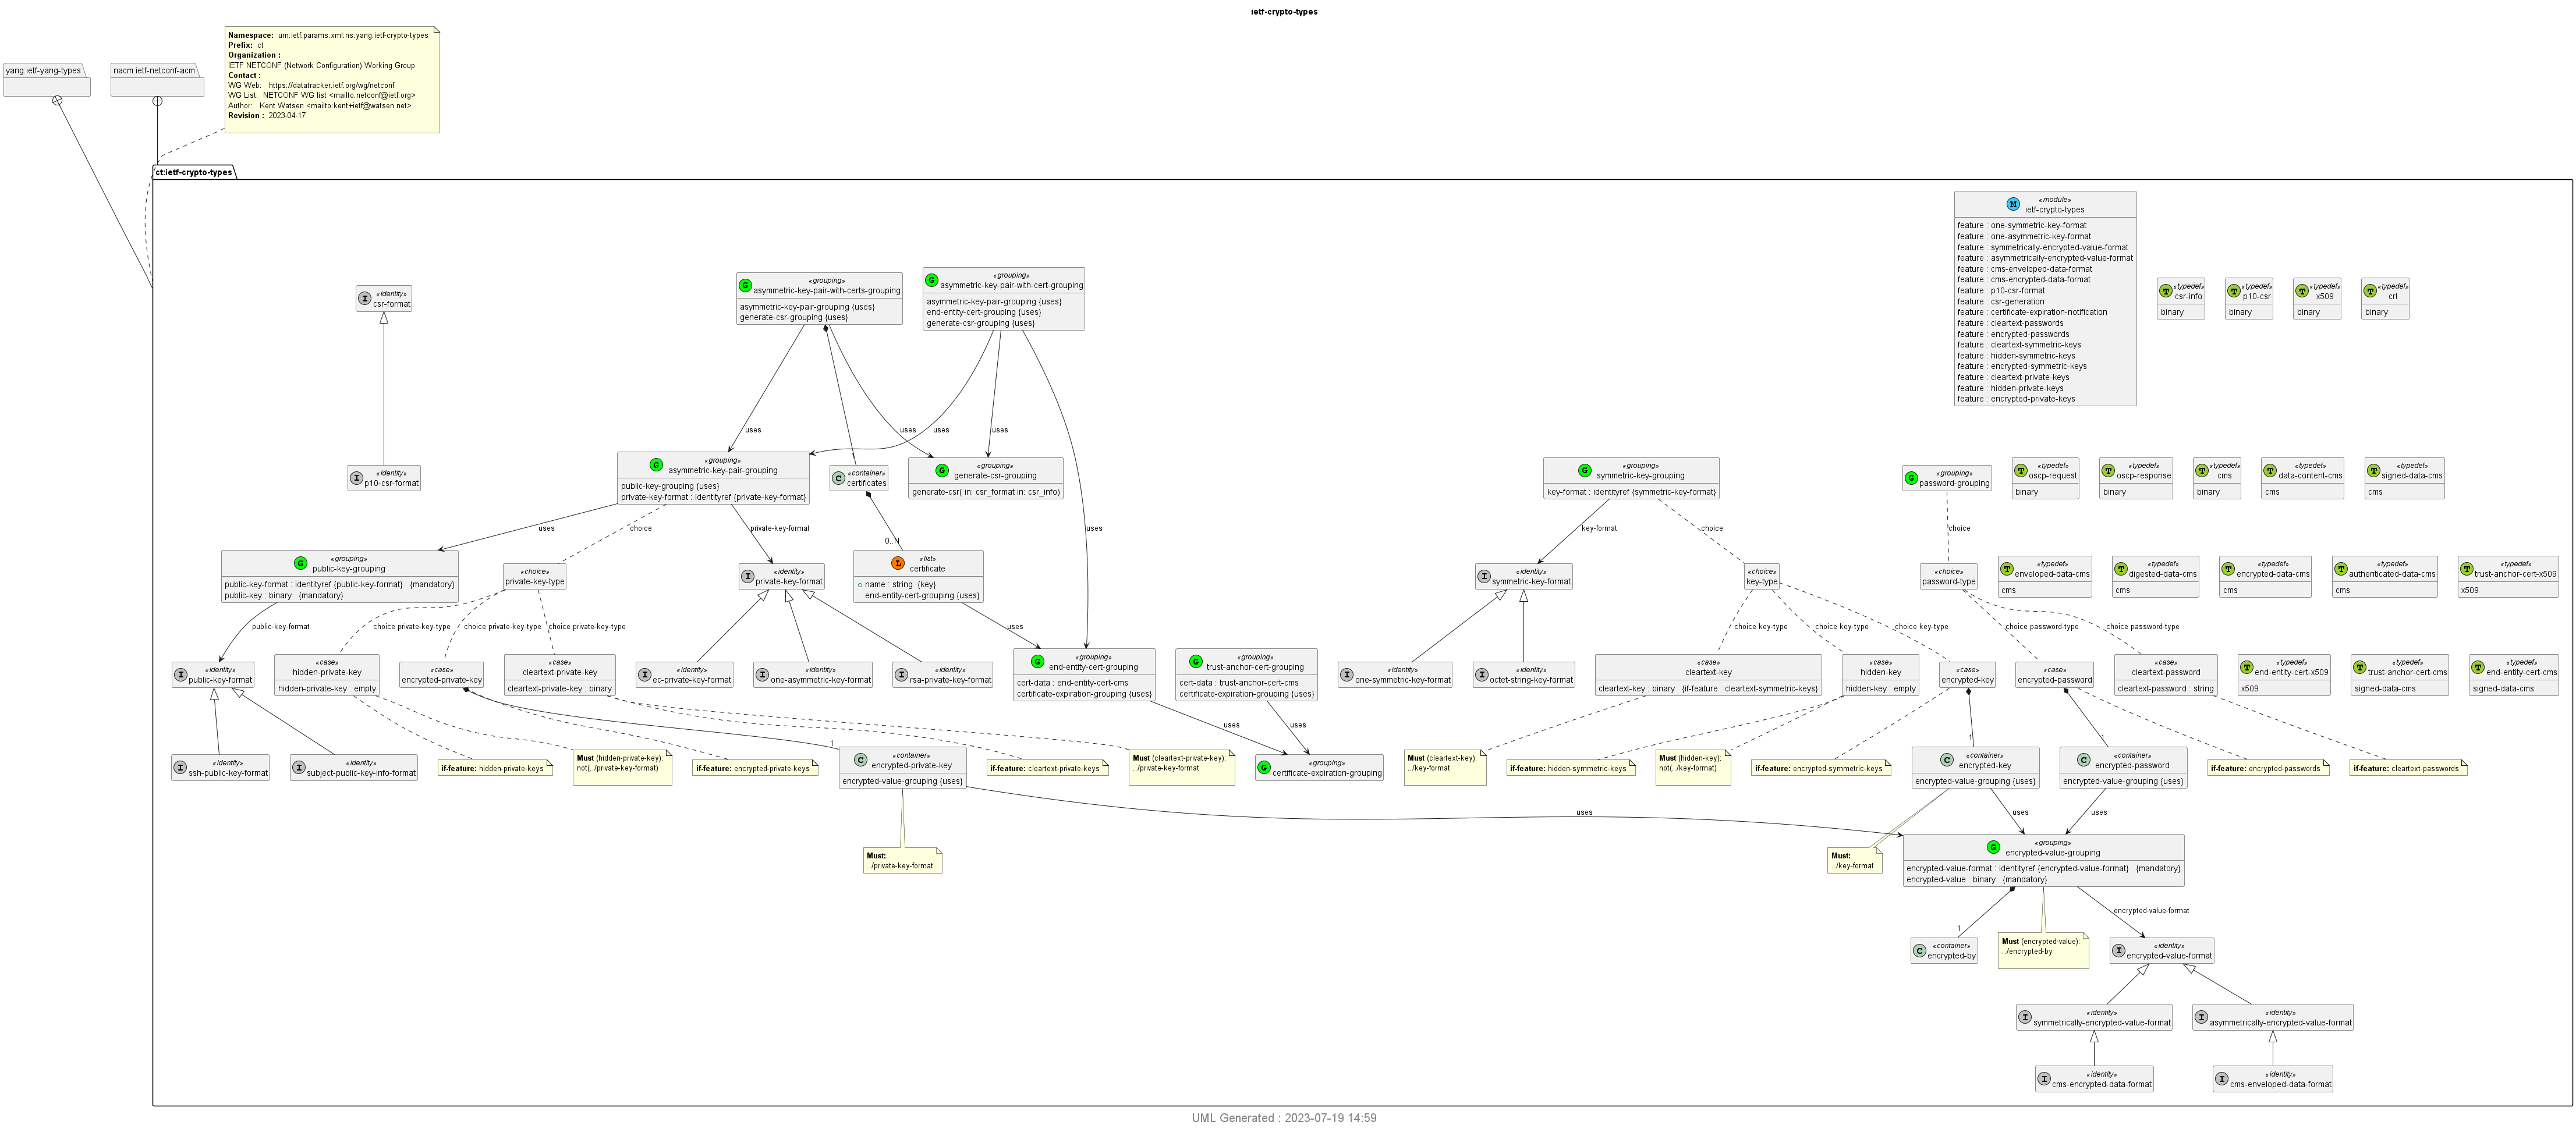 ietf-crypto-types
Namespace: urn:ietf:params:xml:ns:yang:ietf-crypto-types
Prefix: ct
Organization :
IETF NETCONF (Network Configuration) Working Group
Contact :
WG Web: https://datatracker.ietf.org/wg/netconf
WG List: NETCONF WG list <mailto:netconf@ietf.org>
Author: Kent Watsen <mailto:kent+ietf@watsen.net>
Revision : 2023-04-17
yang:ietf-yang-types
nacm:ietf-netconf-acm
ct:ietf-crypto-types
M
«module»
ietf-crypto-types
feature : one-symmetric-key-format
feature : one-asymmetric-key-format
feature : symmetrically-encrypted-value-format
feature : asymmetrically-encrypted-value-format
feature : cms-enveloped-data-format
feature : cms-encrypted-data-format
feature : p10-csr-format
feature : csr-generation
feature : certificate-expiration-notification
feature : cleartext-passwords
feature : encrypted-passwords
feature : cleartext-symmetric-keys
feature : hidden-symmetric-keys
feature : encrypted-symmetric-keys
feature : cleartext-private-keys
feature : hidden-private-keys
feature : encrypted-private-keys
I
«identity»
csr-format
G
«grouping»
asymmetric-key-pair-with-certs-grouping
asymmetric-key-pair-grouping {uses}
generate-csr-grouping {uses}
G
«grouping»
asymmetric-key-pair-with-cert-grouping
asymmetric-key-pair-grouping {uses}
end-entity-cert-grouping {uses}
generate-csr-grouping {uses}
T
«typedef»
csr-info
binary
T
«typedef»
p10-csr
binary
T
«typedef»
x509
binary
T
«typedef»
crl
binary
uses
uses
uses
uses
1
I
«identity»
p10-csr-format
G
«grouping»
asymmetric-key-pair-grouping
public-key-grouping {uses}
private-key-format : identityref {private-key-format}
C
«container»
certificates
G
«grouping»
generate-csr-grouping
generate-csr( in: csr_format in: csr_info)
G
«grouping»
symmetric-key-grouping
key-format : identityref {symmetric-key-format}
G
«grouping»
password-grouping
T
«typedef»
oscp-request
binary
T
«typedef»
oscp-response
binary
T
«typedef»
cms
binary
T
«typedef»
data-content-cms
cms
T
«typedef»
signed-data-cms
cms
uses
choice
private-key-format
0..N
uses
key-format
choice
choice
G
«grouping»
public-key-grouping
public-key-format : identityref {public-key-format} {mandatory}
public-key : binary {mandatory}
«choice»
private-key-type
I
«identity»
private-key-format
L
«list»
certificate
name : string {key}
end-entity-cert-grouping {uses}
I
«identity»
symmetric-key-format
«choice»
key-type
«choice»
password-type
T
«typedef»
enveloped-data-cms
cms
T
«typedef»
digested-data-cms
cms
T
«typedef»
encrypted-data-cms
cms
T
«typedef»
authenticated-data-cms
cms
T
«typedef»
trust-anchor-cert-x509
x509
public-key-format
choice private-key-type
choice private-key-type
choice private-key-type
uses
choice key-type
choice key-type
choice key-type
choice password-type
choice password-type
I
«identity»
public-key-format
«case»
hidden-private-key
hidden-private-key : empty
«case»
encrypted-private-key
«case»
cleartext-private-key
cleartext-private-key : binary
I
«identity»
ec-private-key-format
I
«identity»
one-asymmetric-key-format
I
«identity»
rsa-private-key-format
G
«grouping»
end-entity-cert-grouping
cert-data : end-entity-cert-cms
certificate-expiration-grouping {uses}
G
«grouping»
trust-anchor-cert-grouping
cert-data : trust-anchor-cert-cms
certificate-expiration-grouping {uses}
I
«identity»
one-symmetric-key-format
I
«identity»
octet-string-key-format
«case»
cleartext-key
cleartext-key : binary {if-feature : cleartext-symmetric-keys}
«case»
hidden-key
hidden-key : empty
«case»
encrypted-key
«case»
encrypted-password
«case»
cleartext-password
cleartext-password : string
T
«typedef»
end-entity-cert-x509
x509
T
«typedef»
trust-anchor-cert-cms
signed-data-cms
T
«typedef»
end-entity-cert-cms
signed-data-cms
uses
uses
1
1
1
I
«identity»
ssh-public-key-format
I
«identity»
subject-public-key-info-format
if-feature: hidden-private-keys
Must (hidden-private-key):
not(../private-key-format)
if-feature: encrypted-private-keys
C
«container»
encrypted-private-key
encrypted-value-grouping {uses}
if-feature: cleartext-private-keys
Must (cleartext-private-key):
../private-key-format
G
«grouping»
certificate-expiration-grouping
Must (cleartext-key):
../key-format
if-feature: hidden-symmetric-keys
Must (hidden-key):
not(../key-format)
if-feature: encrypted-symmetric-keys
C
«container»
encrypted-key
encrypted-value-grouping {uses}
C
«container»
encrypted-password
encrypted-value-grouping {uses}
if-feature: encrypted-passwords
if-feature: cleartext-passwords
uses
uses
uses
Must:
../private-key-format
Must:
../key-format
G
«grouping»
encrypted-value-grouping
encrypted-value-format : identityref {encrypted-value-format} {mandatory}
encrypted-value : binary {mandatory}
encrypted-value-format
1
C
«container»
encrypted-by
Must (encrypted-value):
../encrypted-by
I
«identity»
encrypted-value-format
I
«identity»
symmetrically-encrypted-value-format
I
«identity»
asymmetrically-encrypted-value-format
I
«identity»
cms-encrypted-data-format
I
«identity»
cms-enveloped-data-format
UML Generated : 2023-07-19 14:59